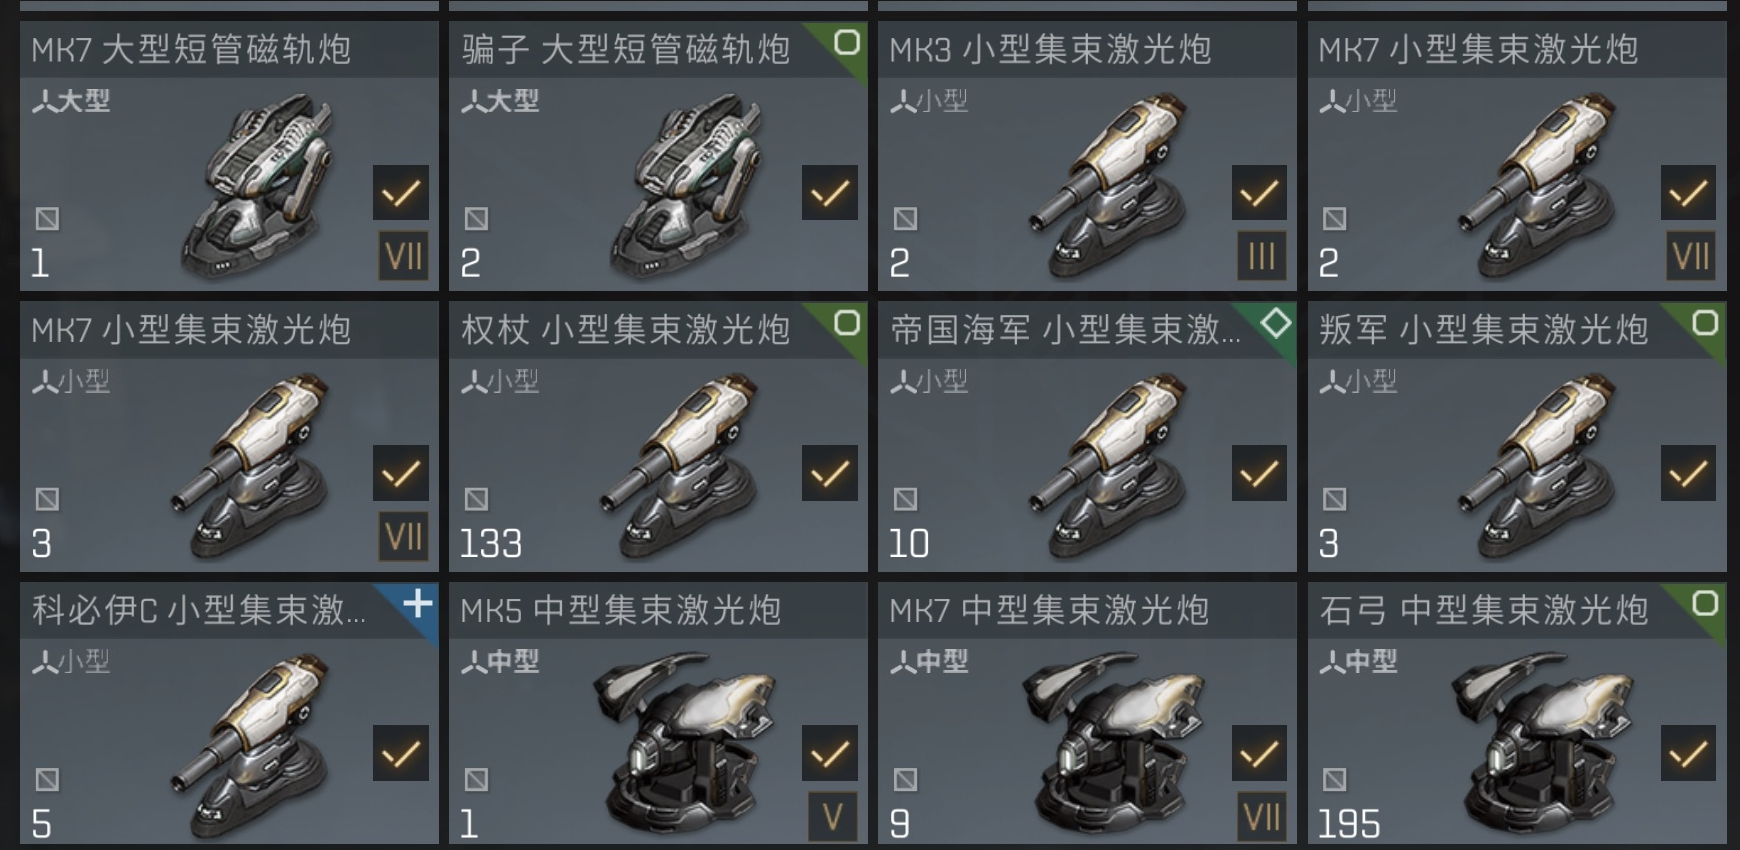 MK7 大型短管磁轨炮
大型
1
VII
骗子 大型短管磁轨炮
大型
2
MK3 小型集束激光炮
小型
2
III
MK7 小型集束激光炮
小型
2
VII
MK7 小型集束激光炮
小型
3
VII
权杖 小型集束激光炮
小型
133
帝国海军 小型集束激...
小型
10
叛军 小型集束激光炮
小型
3
科必伊C 小型集束激...
小型
5
MK5 中型集束激光炮
中型
1
V
MK7 中型集束激光炮
中型
9
VII
石弓 中型集束激光炮
中型
195